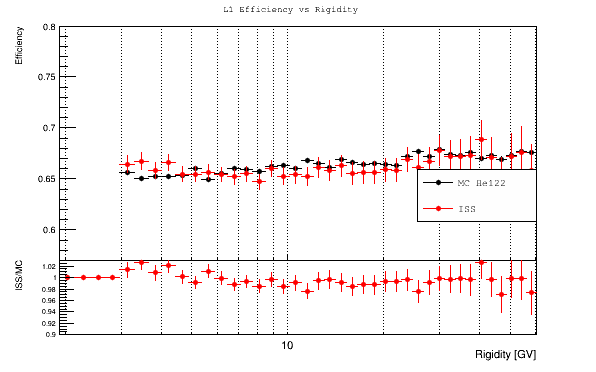 L1 Efficiency vs Rigidity
Efficiency
0.8
0.75
0.7
0.65
0.6
MC He122
ISS
ISS/MC
1.02
1
0.98
0.96
0.94
0.92
0.9
10
Rigidity [GV]